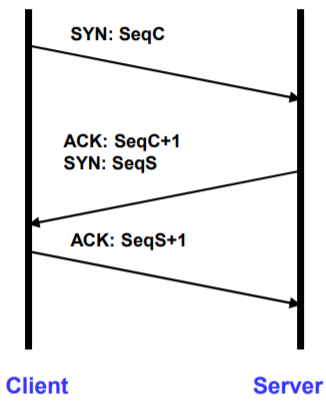 SYN: SeqC
ACK: SeqC+1
SYN: SeqS
ACK: SeqS+1
Client
Server